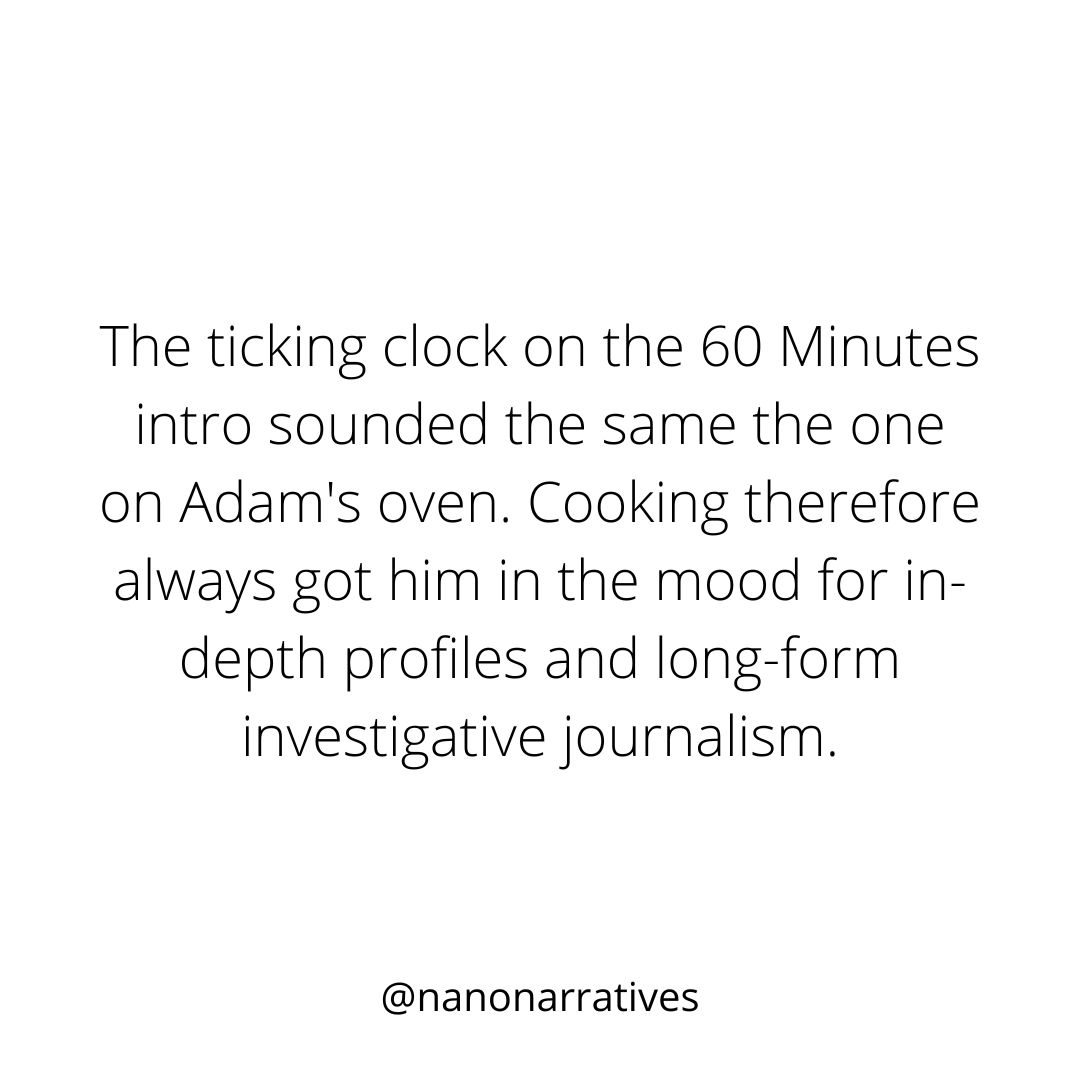 The ticking clock on the 60 Minutes
intro sounded the same the one
on Adam's oven. Cooking therefore
always got him in the mood for in-
depth profiles and long-form
investigative journalism.
@nanonarratives